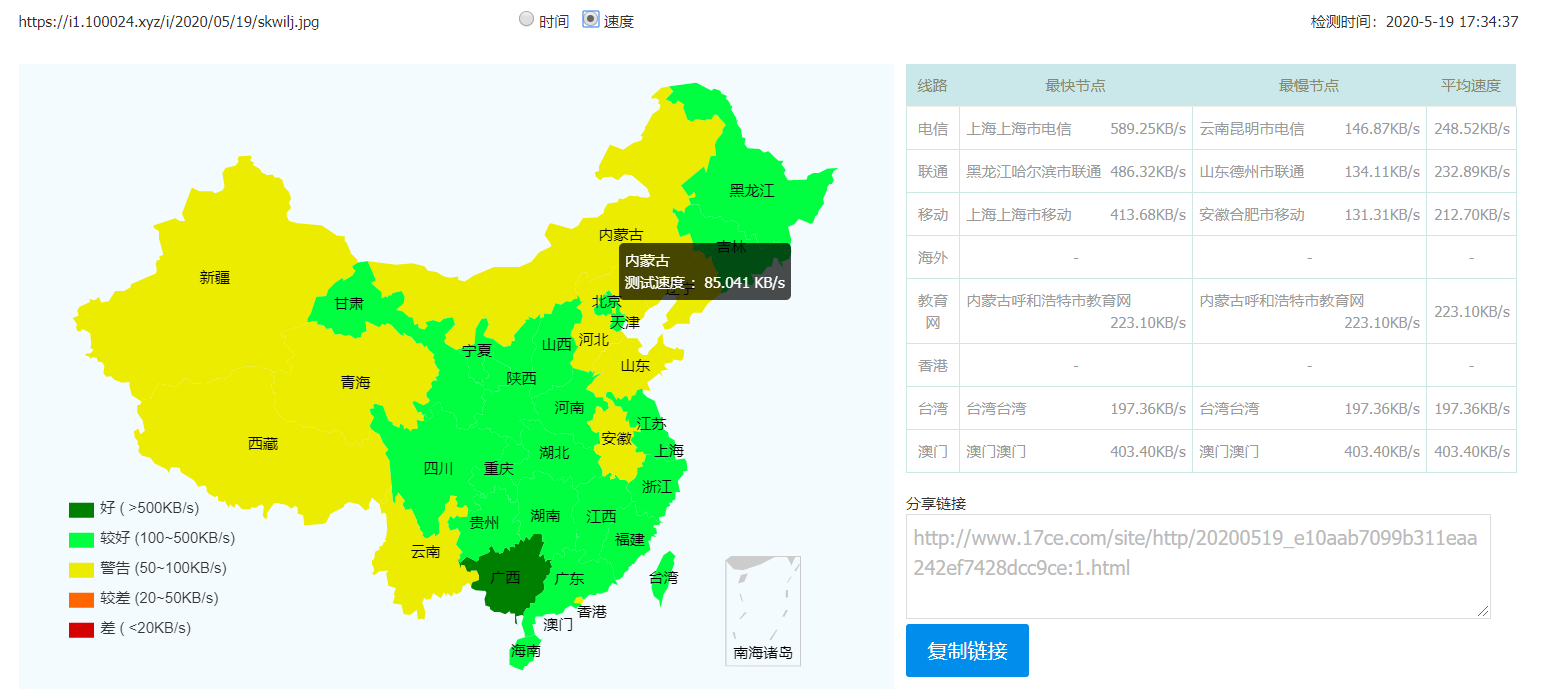 https://i1.100024.xyz/i/2020/05/19/skwilj.jpg
时间 速度
检测时间：2020-5-19 17:34:37
黑龙江
内蒙古
吉林
新疆
内蒙古
测试速度 ： 85.041 KB/s
辽宁
甘肃
北京
天津
宁夏
山西
河北
山东
青海
陕西
河南
江苏
安徽
西藏
湖北
上海
四川
重庆
浙江
湖南
江西
贵州
福建
云南
广西
广东
台湾
香港
澳门
海南
南海诸岛
好 ( >500KB/s)
较好 (100~500KB/s)
警告 (50~100KB/s)
较差 (20~50KB/s)
差 ( <20KB/s)
线路 最快节点 最慢节点 平均速度
电信 上海上海市电信 589.25KB/s 云南昆明市电信 146.87KB/s 248.52KB/s
联通 黑龙江哈尔滨市联通 486.32KB/s 山东德州市联通 134.11KB/s 232.89KB/s
移动 上海上海市移动 413.68KB/s 安徽合肥市移动 131.31KB/s 212.70KB/s
海外 - - -
教育 内蒙古呼和浩特市教育网 内蒙古呼和浩特市教育网
网 223.10KB/s 223.10KB/s 223.10KB/s
香港 - - -
台湾 台湾台湾 197.36KB/s 台湾台湾 197.36KB/s 197.36KB/s
澳门 澳门澳门 403.40KB/s 澳门澳门 403.40KB/s 403.40KB/s
分享链接
http://www.17ce.com/site/http/20200519_e10aab7099b311eaa
242ef7428dcc9ce:1.html
复制链接